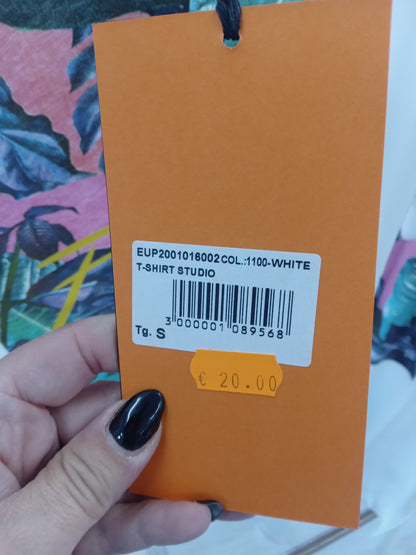 EUP2001016002 COL.:1100-WHITE
T-SHIRT STUDIO
3 000001 089568
Tg. S
€ 20.00